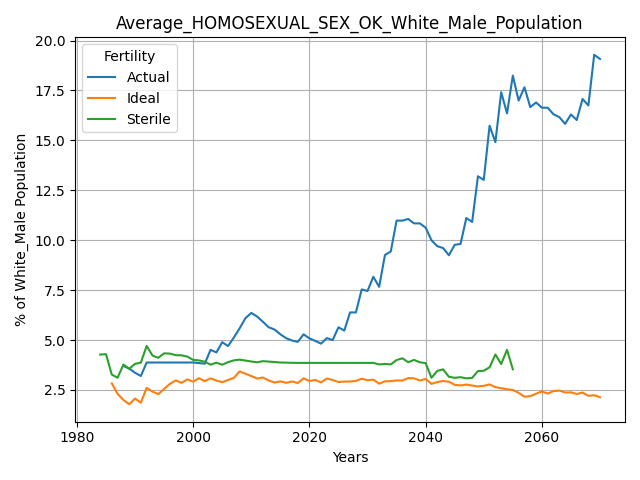 Average_HOMOSEXUAL_SEX_OK_White_Male_Population
Fertility
Actual
Ideal
Sterile
% of White_Male Population
20.0
17.5
15.0
12.5
10.0
7.5
5.0
2.5
1980 2000 2020 2040 2060
Years